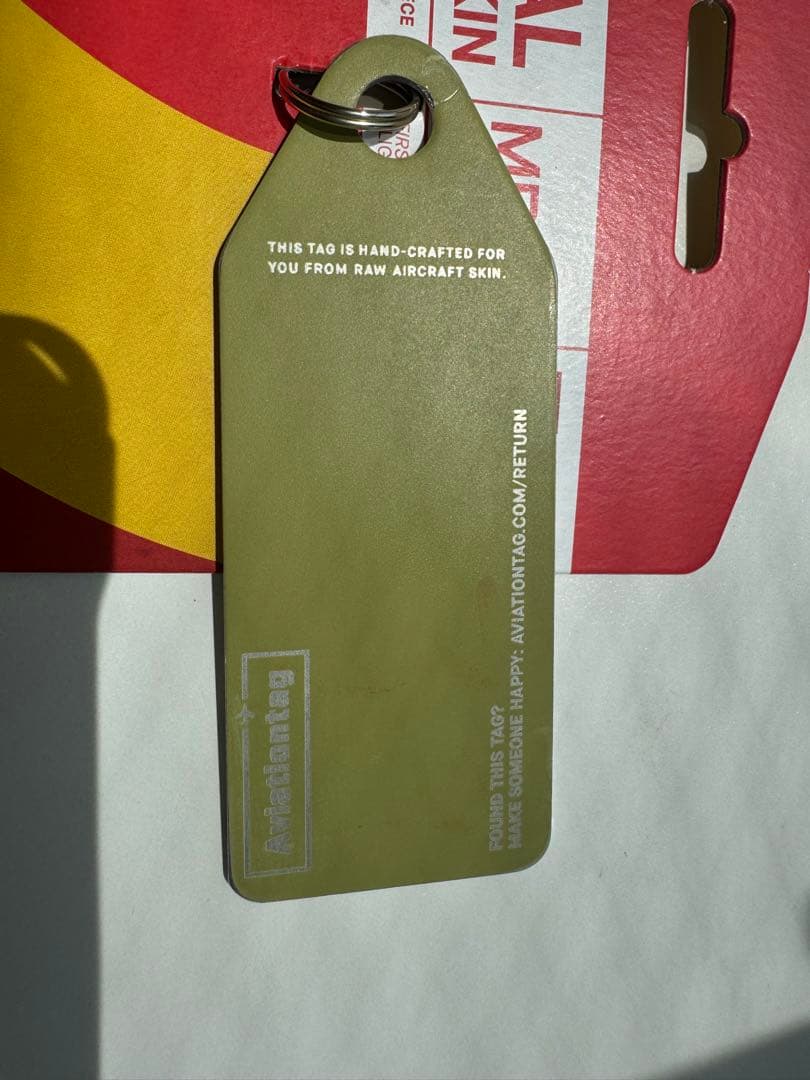 THIS TAG IS HAND-CRAFTED FOR
YOU FROM RAW AIRCRAFT SKIN.
FOUND THIS TAG?
MAKE SOMEONE HAPPY: AVIATIONTAG.COM/RETURN
Aviationtag